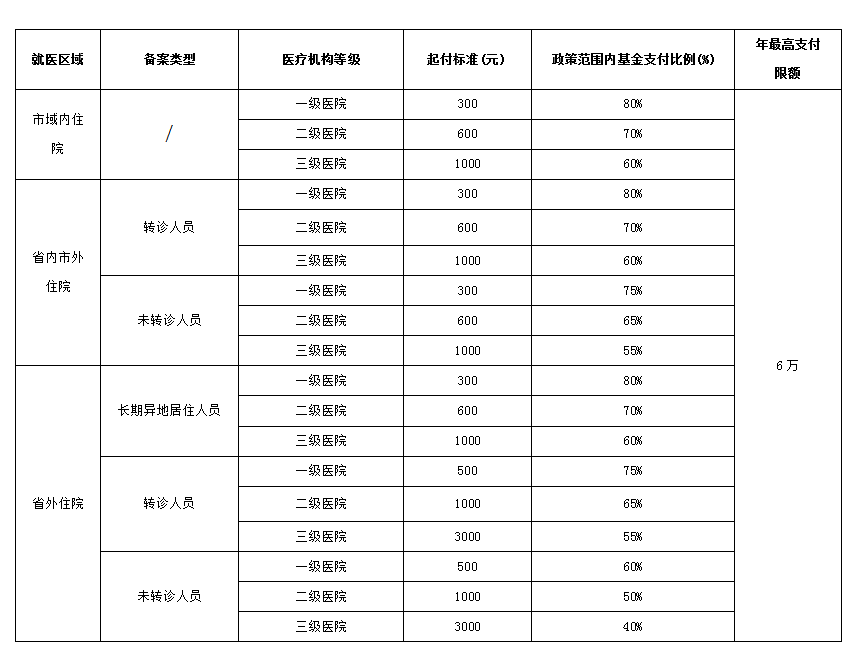 就医区域 备案类型 医疗机构等级 起付标准(元) 政策范围内基金支付比例(%) 年最高支付
限额
市域内住
院
/
一级医院 300 80%
二级医院 600 70%
三级医院 1000 60%
省内市外
住院
转诊人员
一级医院 300 80%
二级医院 600 70%
三级医院 1000 60%
未转诊人员
一级医院 300 75%
二级医院 600 65%
三级医院 1000 55%
省外住院
长期异地居住人员
一级医院 300 80%
二级医院 600 70%
三级医院 1000 60%
转诊人员
一级医院 500 75%
二级医院 1000 65%
三级医院 3000 55%
未转诊人员
一级医院 500 60%
二级医院 1000 50%
三级医院 3000 40%
6万